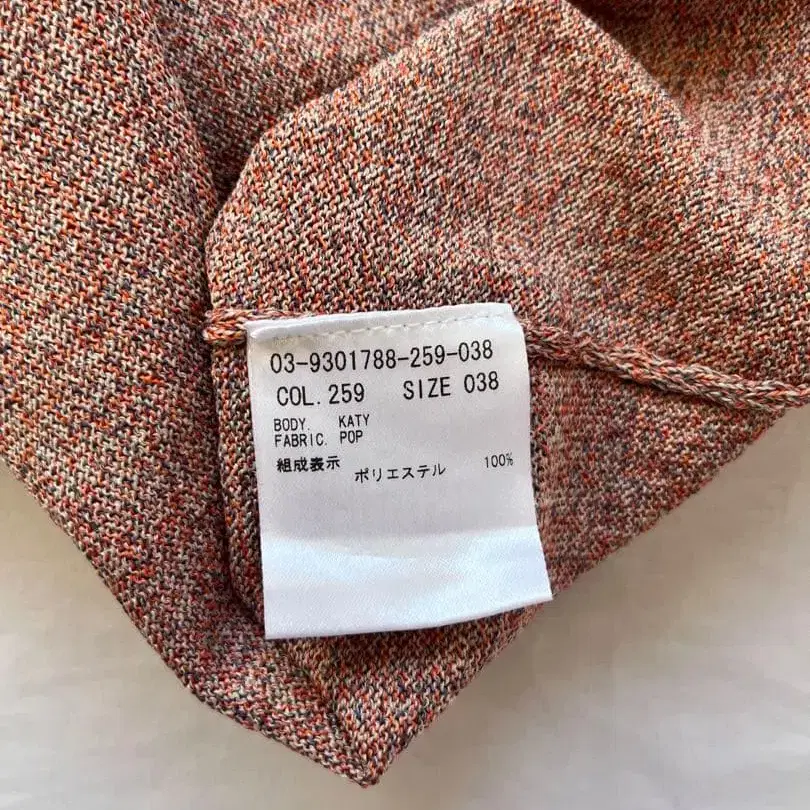 03-9301788-259-038
COL. 259 SIZE 038
BODY. KATY
FABRIC. POP
組成表示
ポリエステル 100%